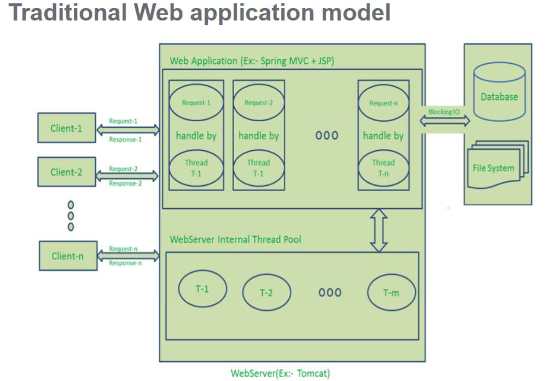 Traditional Web application model
Web Application (Ex:- Spring MVC + JSP)
Request-1
handle by
Thread
T-1
Request-2
handle by
Thread
T-1
ooo
Request-n
handle by
Thread
T-n
Client-1
Request-1
Response-1
Client-2
Request-2
Response-2
Client-n
Request-n
Response-n
Blocking IO
Database
File System
WebServer Internal Thread Pool
T-1
T-2
ooo
T-m
WebServer(Ex:- Tomcat)